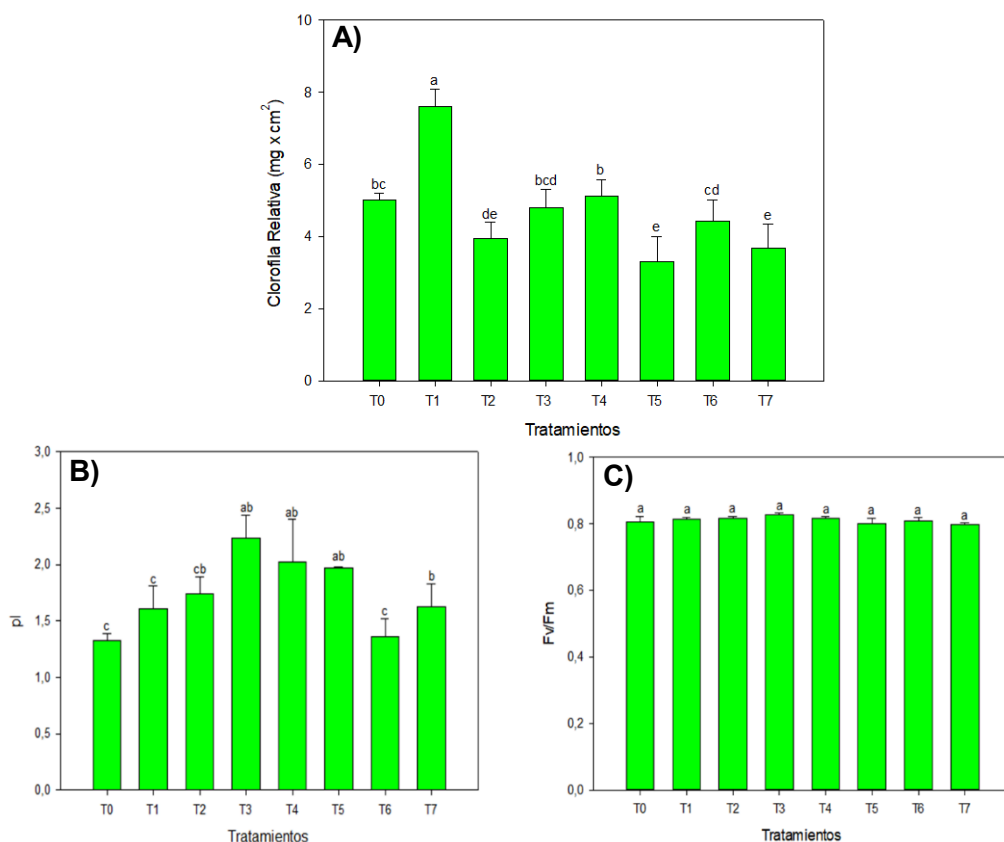 A)
Clorofila Relativa (mg x cm²)
10
8
6
4
2
0
a
bc
bcd
b
de
cd
e
e
T0 T1 T2 T3 T4 T5 T6 T7
Tratamientos
B)
pI
3,0
2,5
2,0
1,5
1,0
0,5
0,0
c c cb ab ab ab c b
T0 T1 T2 T3 T4 T5 T6 T7
Tratamientos
C)
Fv/Fm
1,0
0,8
0,6
0,4
0,2
0,0
a a a a a a a a
T0 T1 T2 T3 T4 T5 T6 T7
Tratamientos